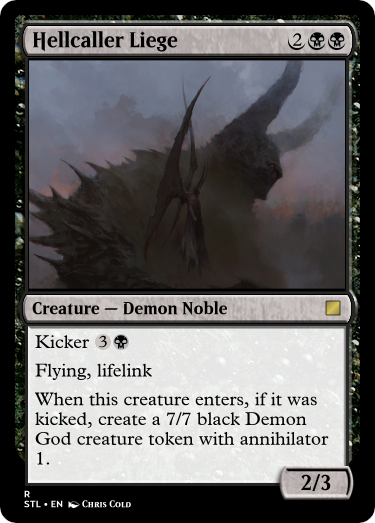 Hellcaller Liege 2
Creature — Demon Noble
Kicker 3
Flying, lifelink
When this creature enters, if it was
kicked, create a 7/7 black Demon
God creature token with annihilator
1.
2/3
R
STL • EN Chris Cold